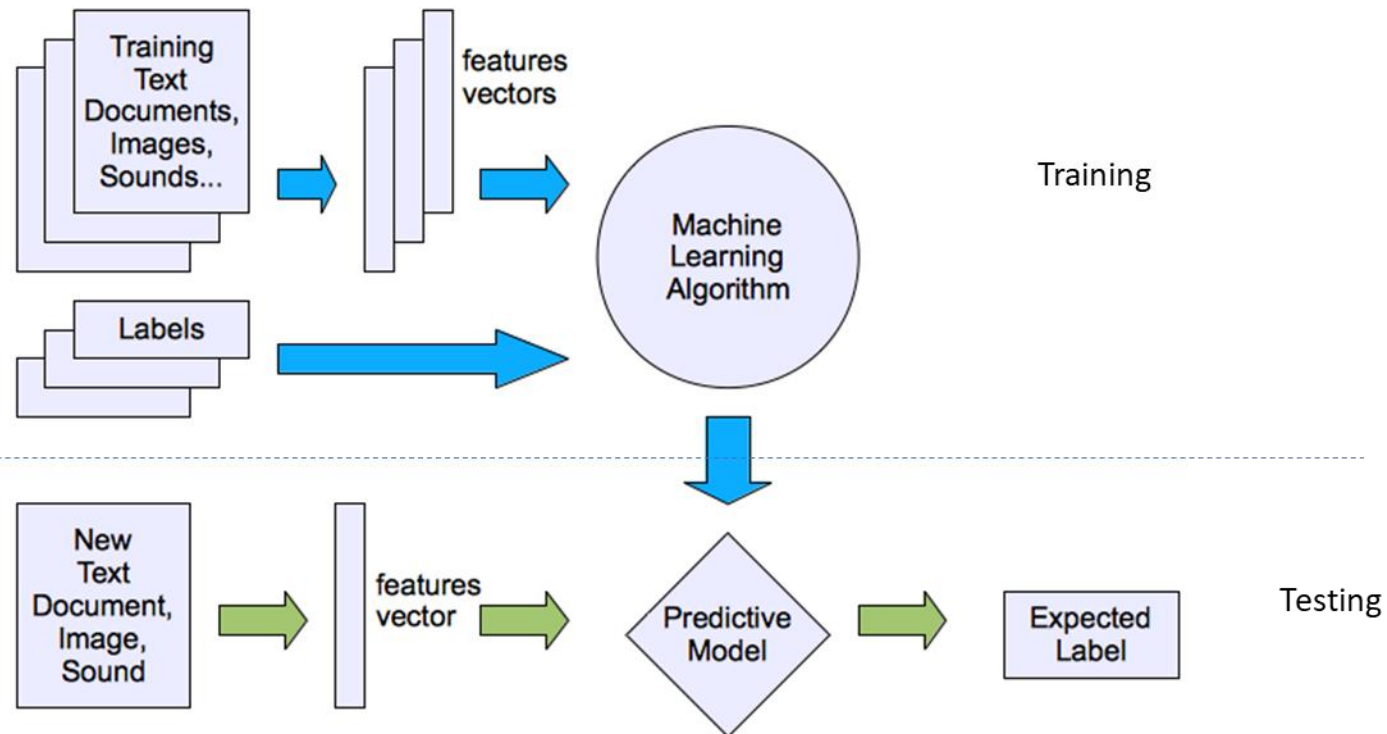 Training
Text
Documents,
Images,
Sounds...
features
vectors
Machine
Learning
Algorithm
Training
Labels
New
Text
Document,
Image,
Sound
features
vector
Predictive
Model
Expected
Label
Testing